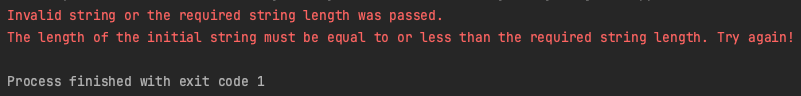 Invalid string or the required string length was passed.
The length of the initial string must be equal to or less than the required string length. Try again!
Process finished with exit code 1